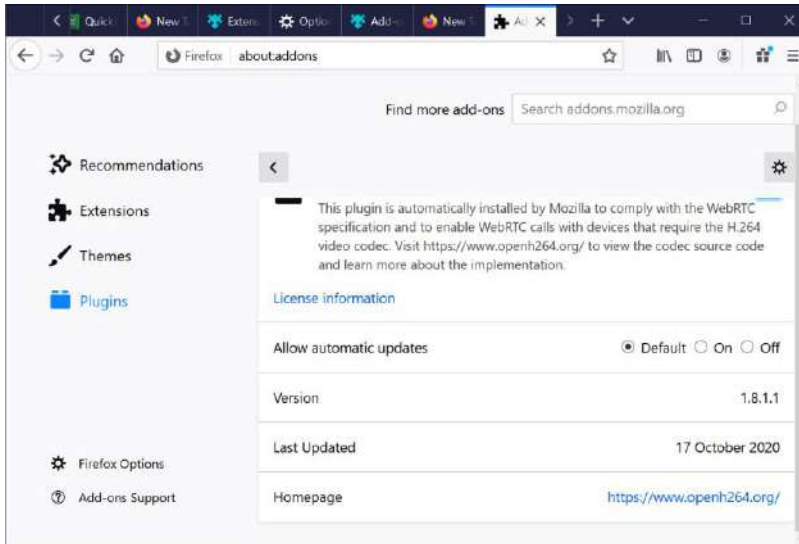 Quick
New T
Exten
Optio
Add-o
New T
Ad
Firefox about:addons
Find more add-ons Search addons.mozilla.org
Recommendations
Extensions
Themes
Plugins
This plugin is automatically installed by Mozilla to comply with the WebRTC
specification and to enable WebRTC calls with devices that require the H.264
video codec. Visit https://www.openh264.org/ to view the codec source code
and learn more about the implementation.
License information
Allow automatic updates Default On Off
Version 1.8.1.1
Last Updated 17 October 2020
Homepage https://www.openh264.org/
Firefox Options
Add-ons Support